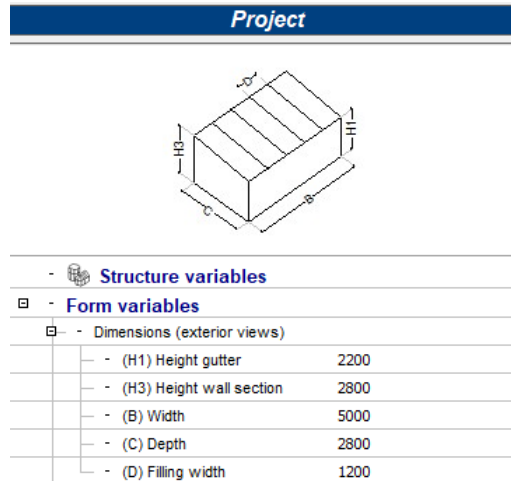 Project
D
H3
H1
C
B
- Structure variables
- Form variables
- Dimensions (exterior views)
- (H1) Height gutter 2200
- (H3) Height wall section 2800
- (B) Width 5000
- (C) Depth 2800
- (D) Filling width 1200